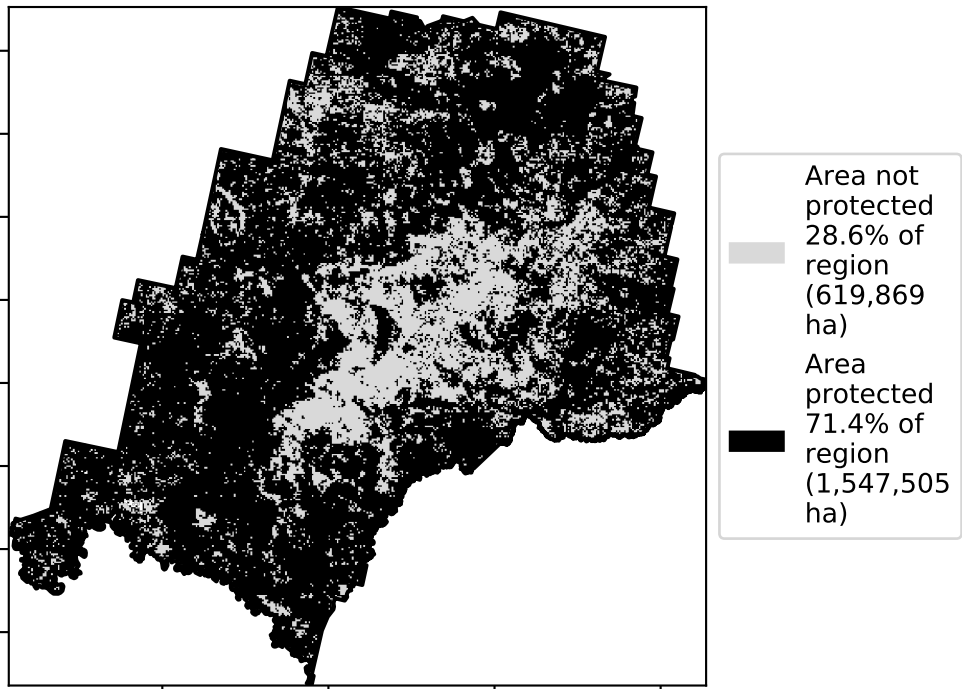 Area not
protected
28.6% of
region
(619,869
ha)
Area
protected
71.4% of
region
(1,547,505
ha)